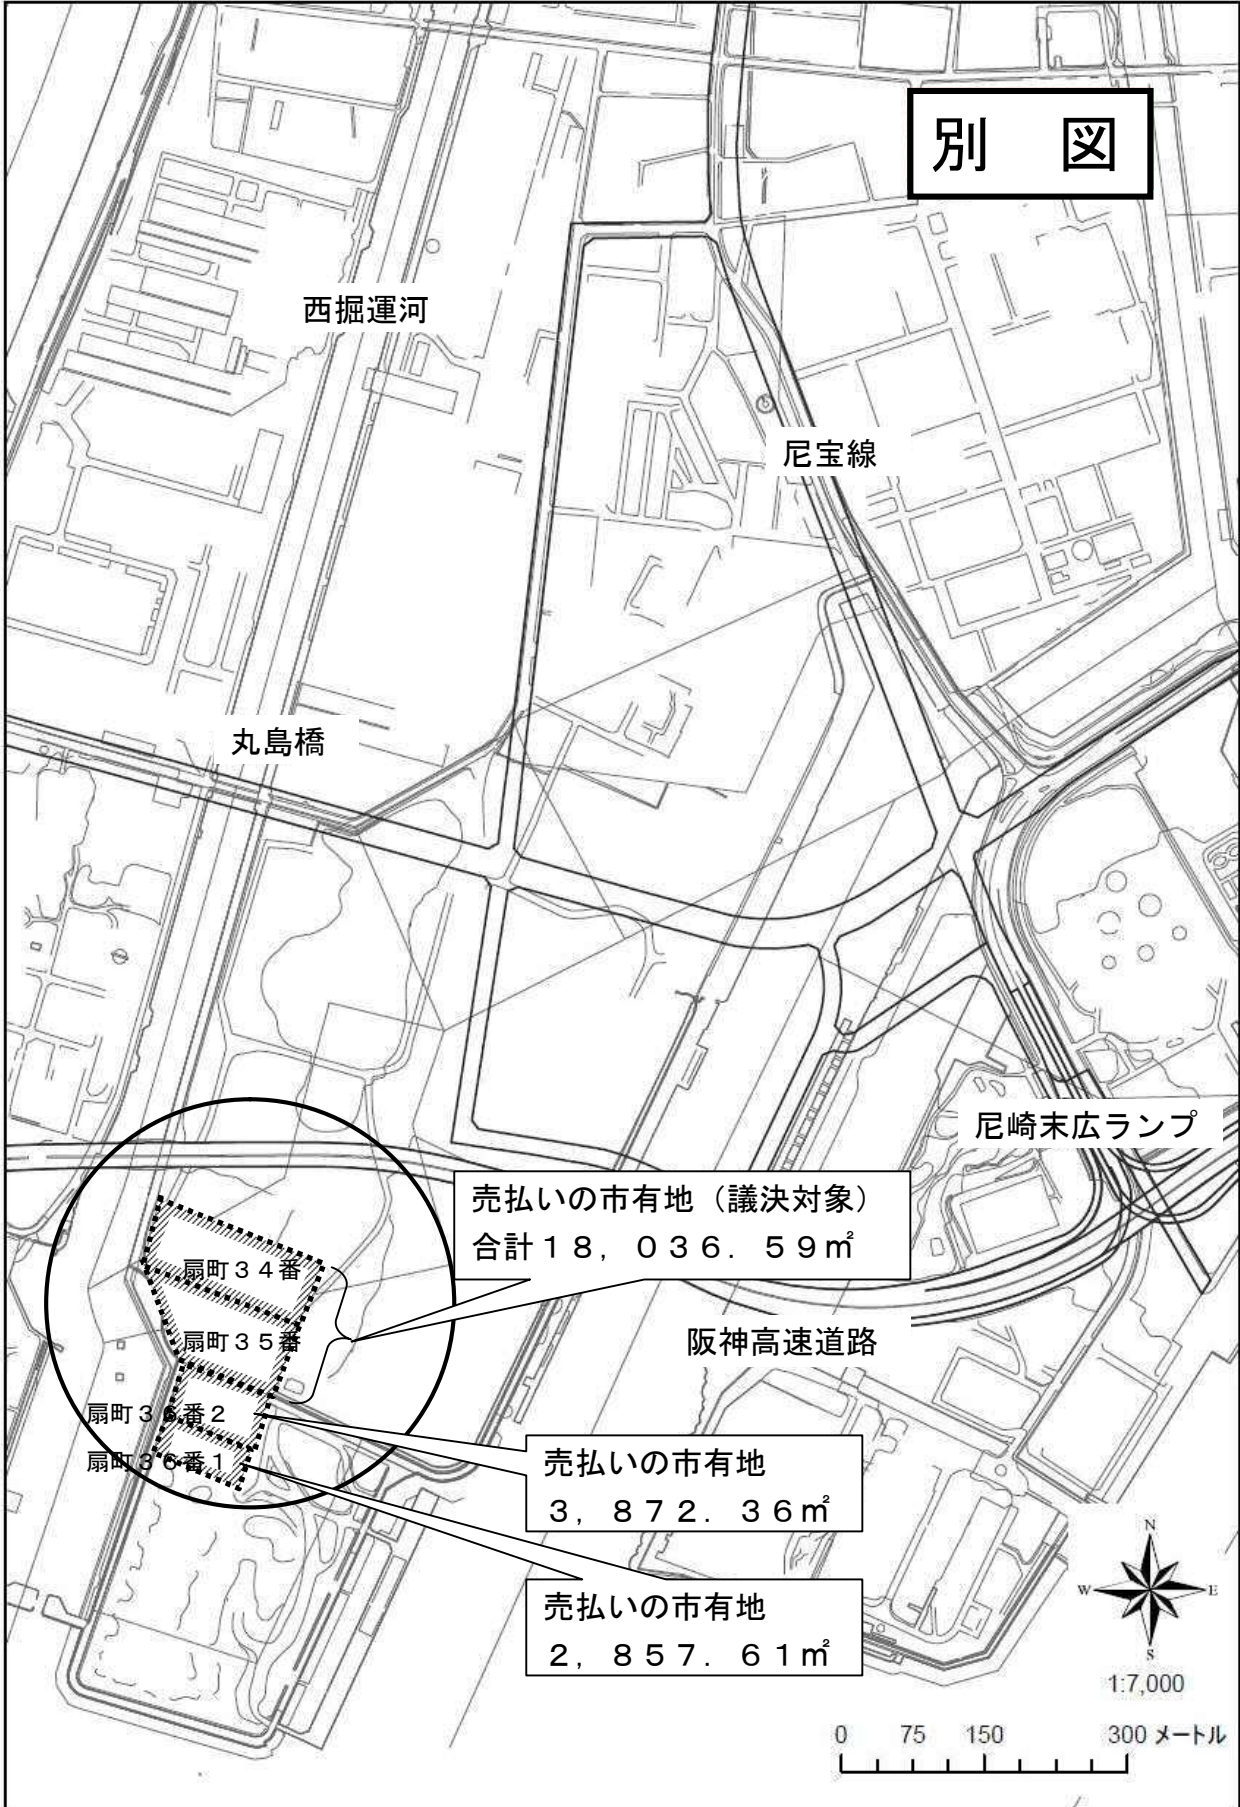 別　図
西掘運河
尼宝線
丸島橋
尼崎末広ランプ
売払いの市有地（議決対象）
合計１８，０３６．５９㎡
扇町３４番
扇町３５番
阪神高速道路
扇町３６番２
扇町３６番１
売払いの市有地
３，８７２．３６㎡
売払いの市有地
２，８５７．６１㎡
N
W
E
S
1:7,000
0 75 150 300 メートル